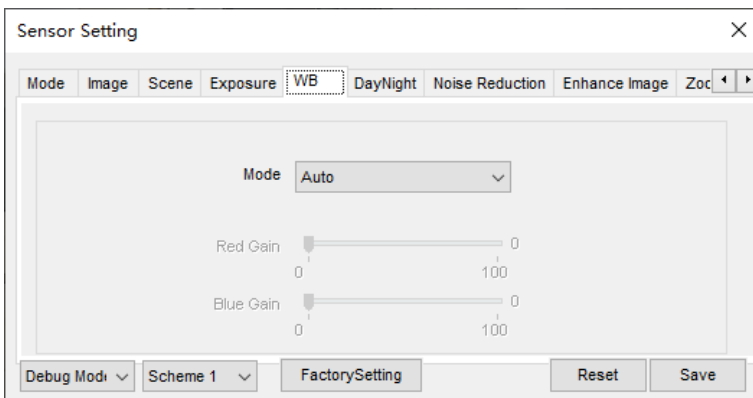 Sensor Setting
Mode Image Scene Exposure WB DayNight Noise Reduction Enhance Image Zoc
Mode Auto
Red Gain 0
0 100
Blue Gain 0
0 100
Debug Mod Scheme 1 FactorySetting Reset Save